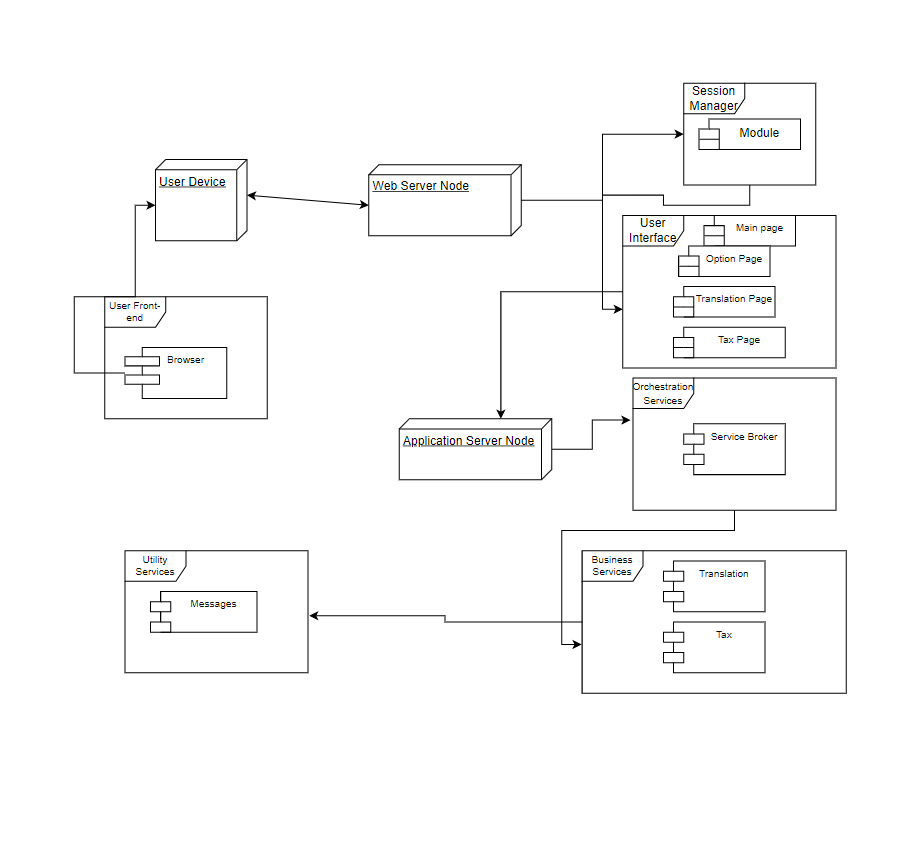 Session
Manager
Module
User Device
Web Server Node
User
Interface
Main page
Option Page
Translation Page
Tax Page
User Front-
end
Browser
Orchestration
Services
Service Broker
Application Server Node
Utility
Services
Messages
Business
Services
Translation
Tax